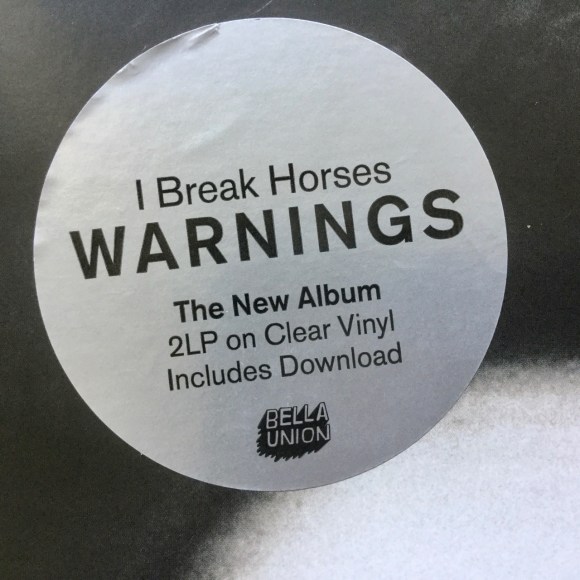 I Break Horses
WARNINGS
The New Album
2LP on Clear Vinyl
Includes Download
BELLA
UNION